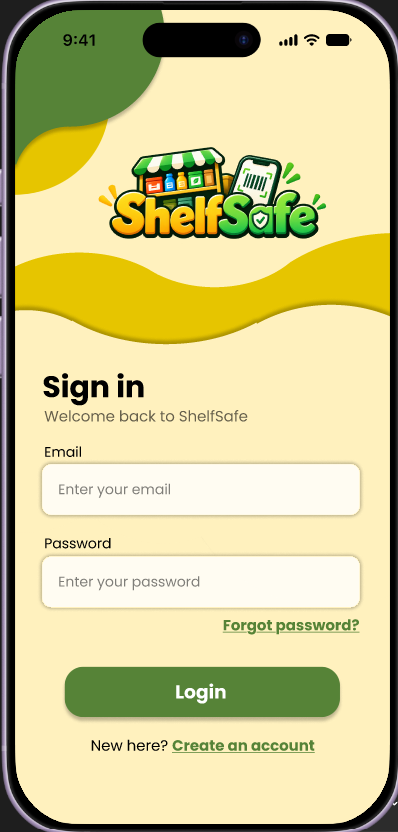 9:41
ShelfSafe
Sign in
Welcome back to ShelfSafe
Email
Enter your email
Password
Enter your password
Forgot password?
Login
New here? Create an account